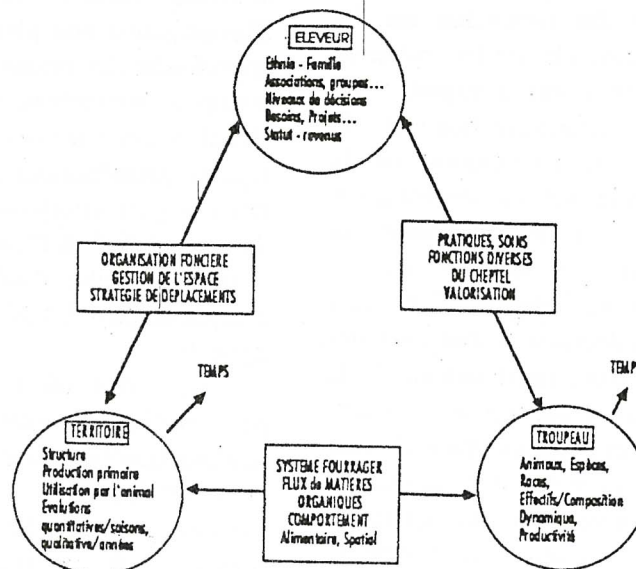 ELEVEUR
Ethnie - Famille
Associations, groupes...
Niveaux de décisions
Besoins, Projets...
Statut - revenus
ORGANISATION FONCIERE
GESTION DE L'ESPACE
STRATEGIE DE DEPLACEMENTS
PRATIQUES, SOINS
FONCTIONS DIVERSES
DU CHEPTEL
VALORISATION
TEMPS
TEMP
TERRITOIRE
Structure
Production primaire
Utilisation par l'animal
Evolutions
quantitatives/saisons,
qualitative/années
SYSTEME FOURRAGER
FLUX de MATIERES
ORGANIQUES
COMPORTEMENT
Alimentaire, Spatial
TROUPEAU
Animaux, Espèces,
Races,
Effectifs/Composition
Dynamique,
Productivité